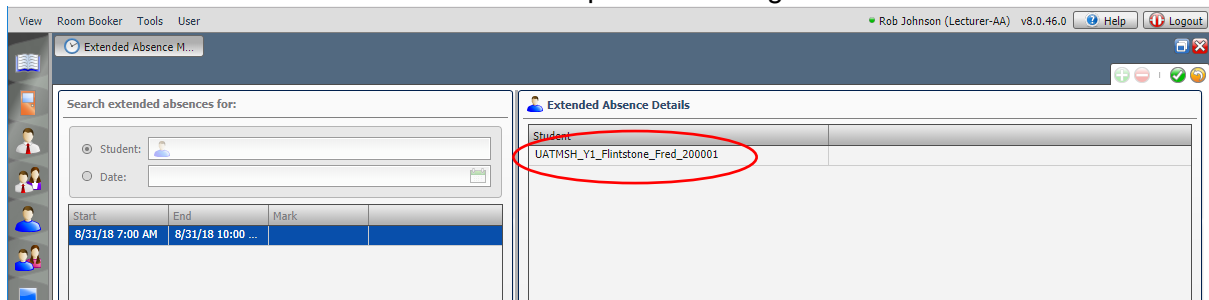 View Room Booker Tools User Rob Johnson (Lecturer-AA) v8.0.46.0 Help Logout
Extended Absence M...
Search extended absences for:
Student:
Date:
Start End Mark
8/31/18 7:00 AM 8/31/18 10:00 ...
Extended Absence Details
Student
UATMSH_Y1_Flintstone_Fred_200001